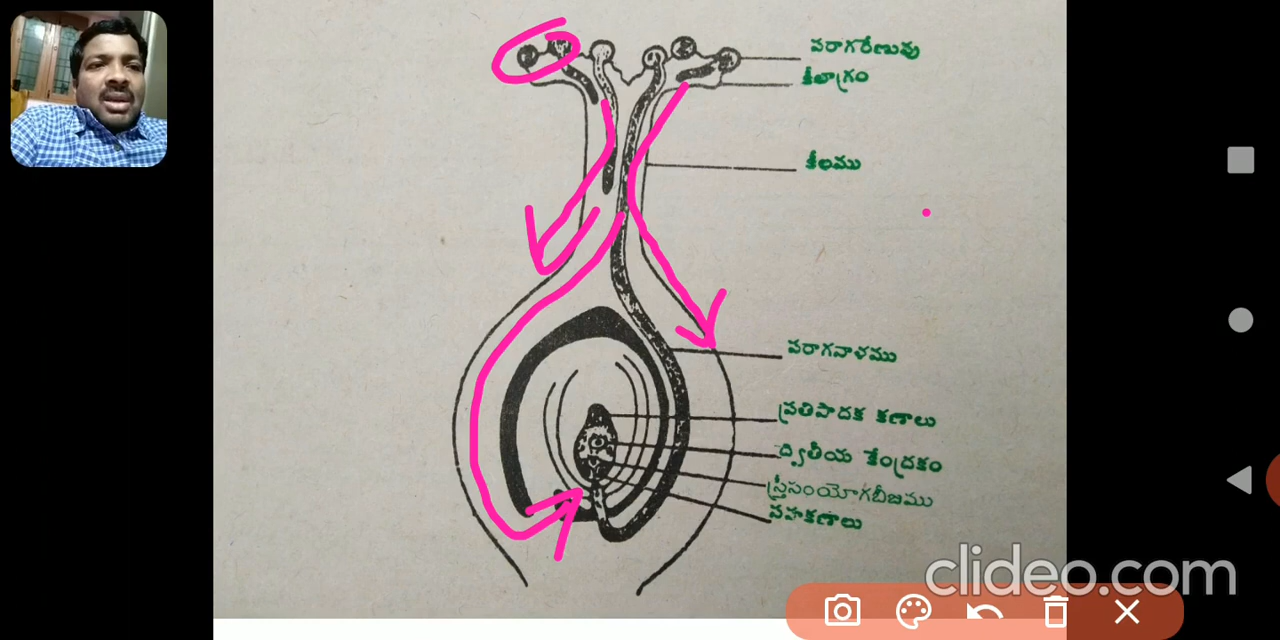 పరాగరేణువు
కీలాగ్రం
కీలము
పరాగనాళము
ప్రతిపాదక కణాలు
ద్వితీయ కేంద్రకం
స్త్రీసంయోగబీజము
సహకణాలు
clideo.com